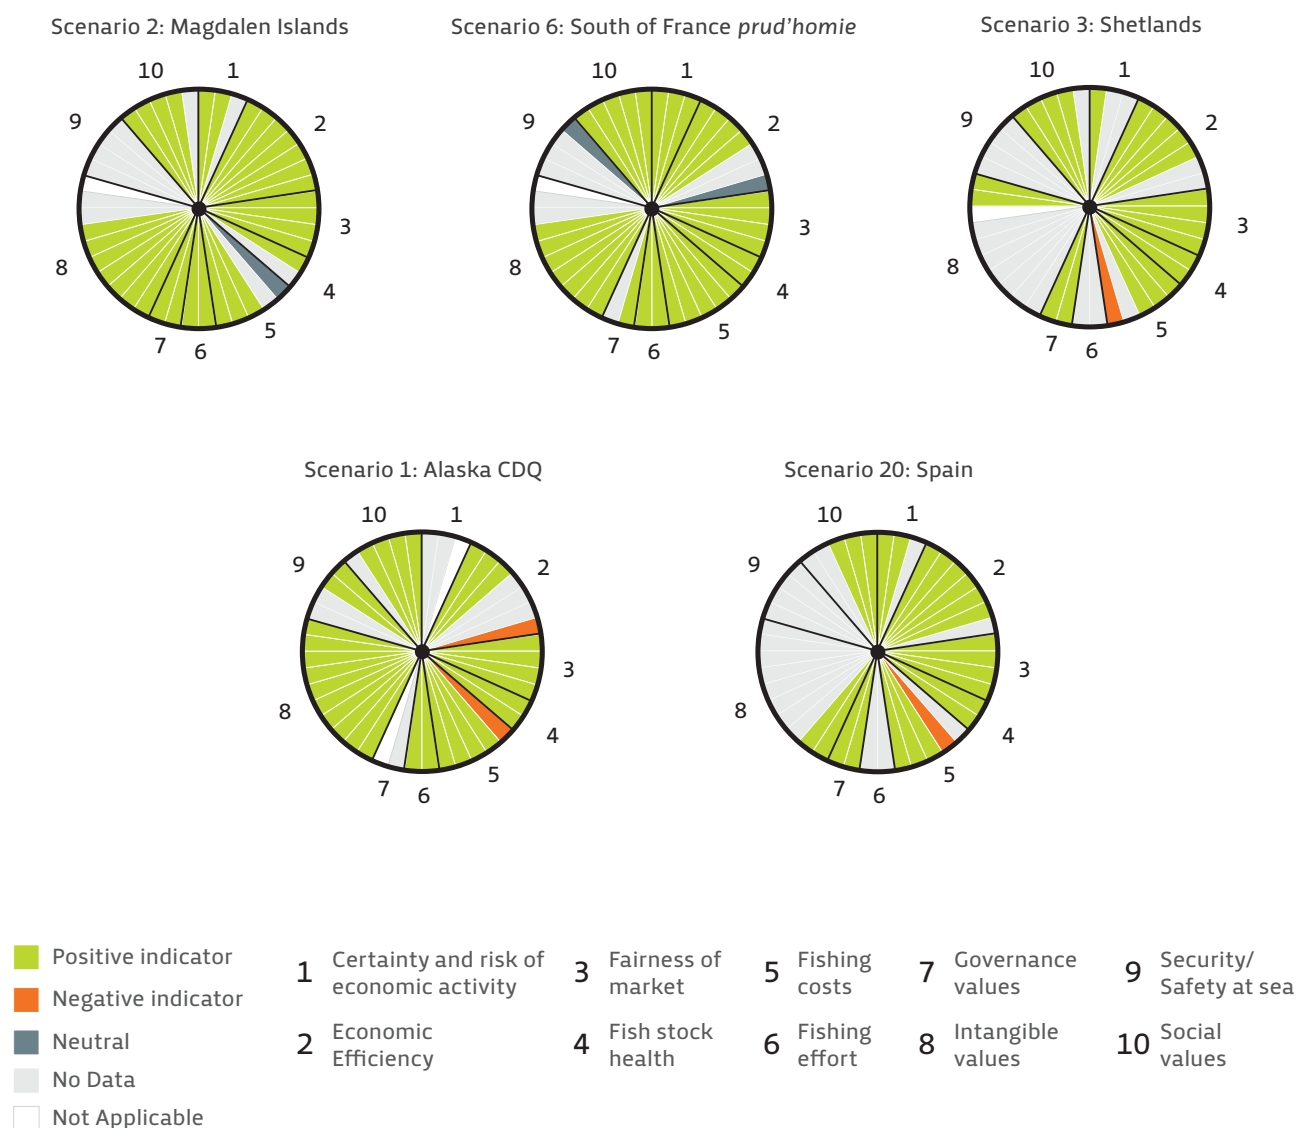 Scenario 2: Magdalen Islands
Scenario 6: South of France prud’homie
Scenario 3: Shetlands
10 1
9 2
3
8 4
5
7 6
10 1
9 2
3
8 4
5
7 6
10 1
9 2
3
8 4
5
7 6
Scenario 1: Alaska CDQ
Scenario 20: Spain
10 1
9 2
3
8 4
5
7 6
10 1
9 2
3
8 4
5
7 6
Positive indicator
Negative indicator
Neutral
No Data
Not Applicable
1 Certainty and risk of
economic activity
2 Economic
Efficiency
3 Fairness of
market
4 Fish stock
health
5 Fishing
costs
6 Fishing
effort
7 Governance
values
8 Intangible
values
9 Security/
Safety at sea
10 Social
values